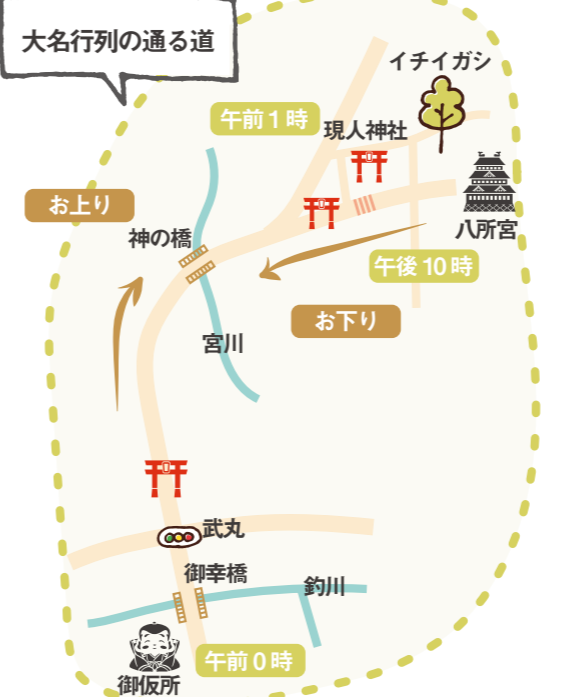 大名行列の通る道
イチイガシ
午前1時
現人神社
お上り
神の橋
八所宮
午後10時
お下り
宮川
武丸
御幸橋
釣川
午前0時
御仮所